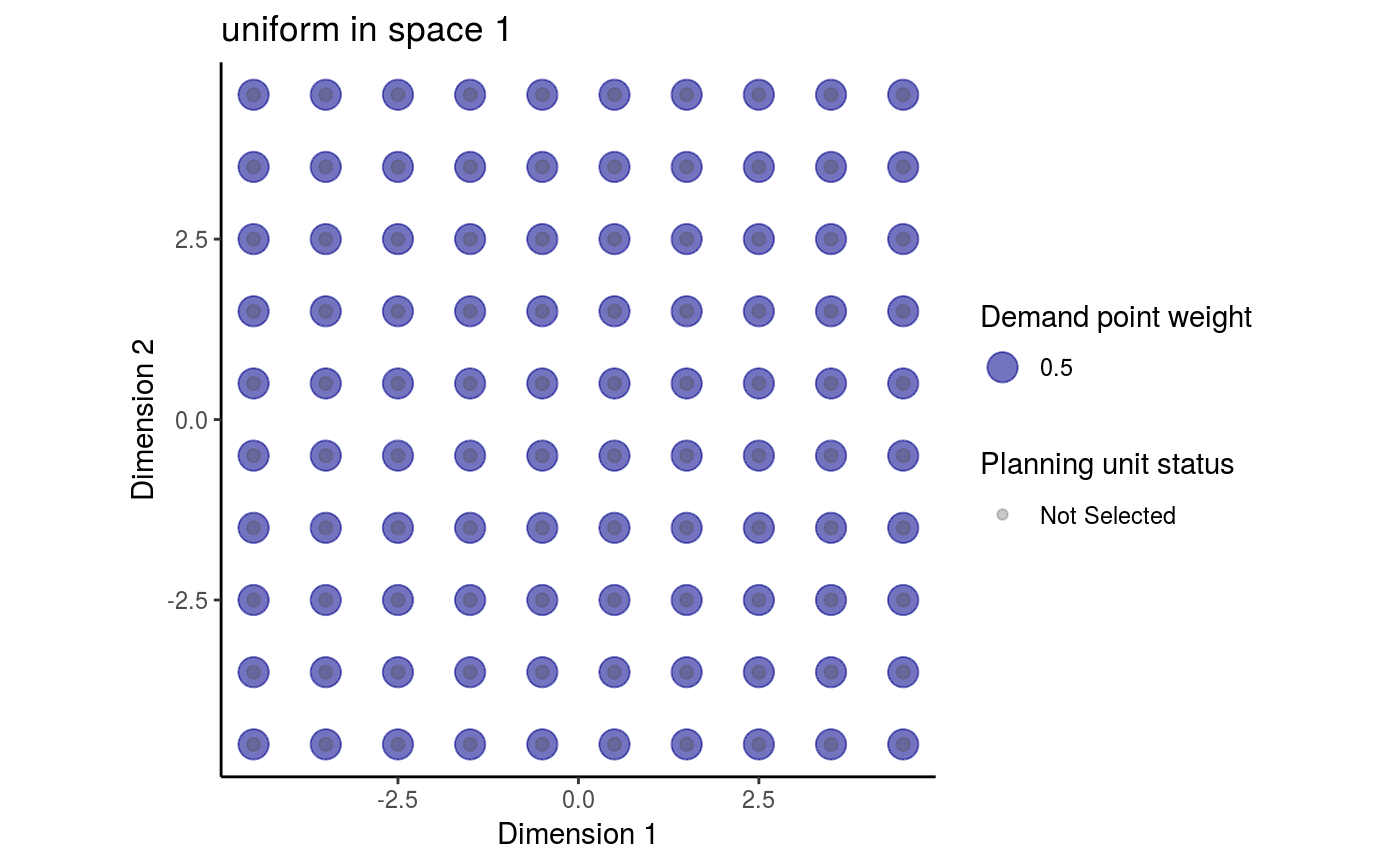 uniform in space 1
2.5
0.0
-2.5
Dimension 2
-2.5
0.0
2.5
Dimension 1
Demand point weight
0.5
Planning unit status
Not Selected